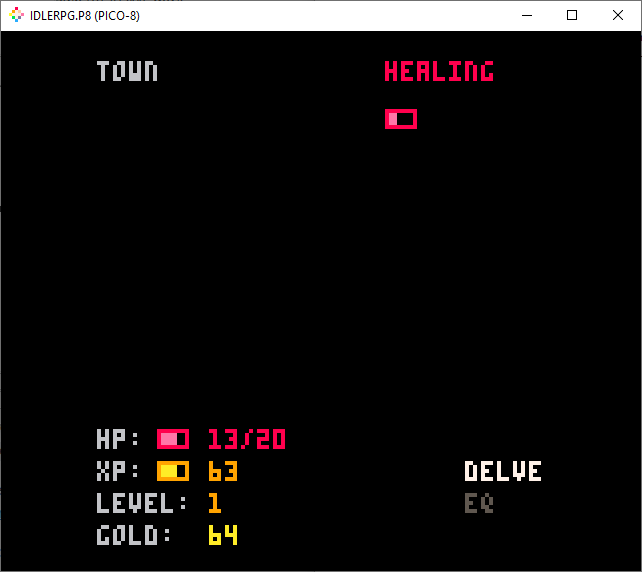 IDLERPG.P8 (PICO-8)
TOWN HEALING
HP: 13/20
XP: 63 DELVE
LEVEL: 1 EQ
GOLD: 64